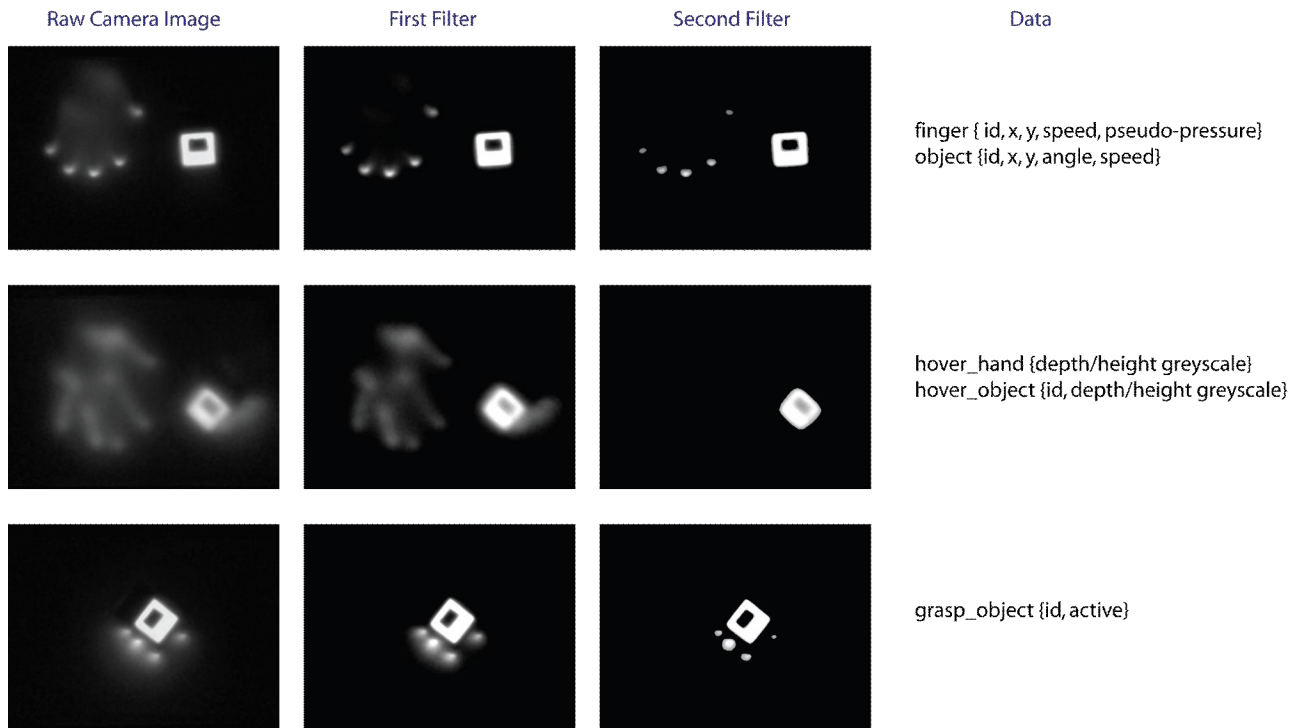 Raw Camera Image
First Filter
Second Filter
Data
finger { id, x, y, speed, pseudo-pressure}
object {id, x, y, angle, speed}
hover_hand {depth/height greyscale}
hover_object {id, depth/height greyscale}
grasp_object {id, active}